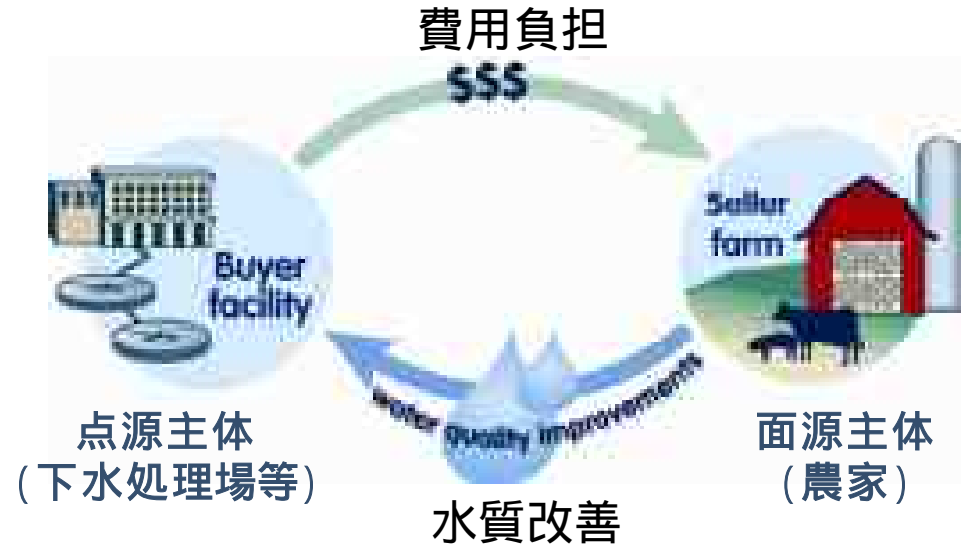 費用負担
$$$
Buyer
facility
Seller
farm
water quality improvements
点源主体
(下水処理場等)
面源主体
(農家)
水質改善